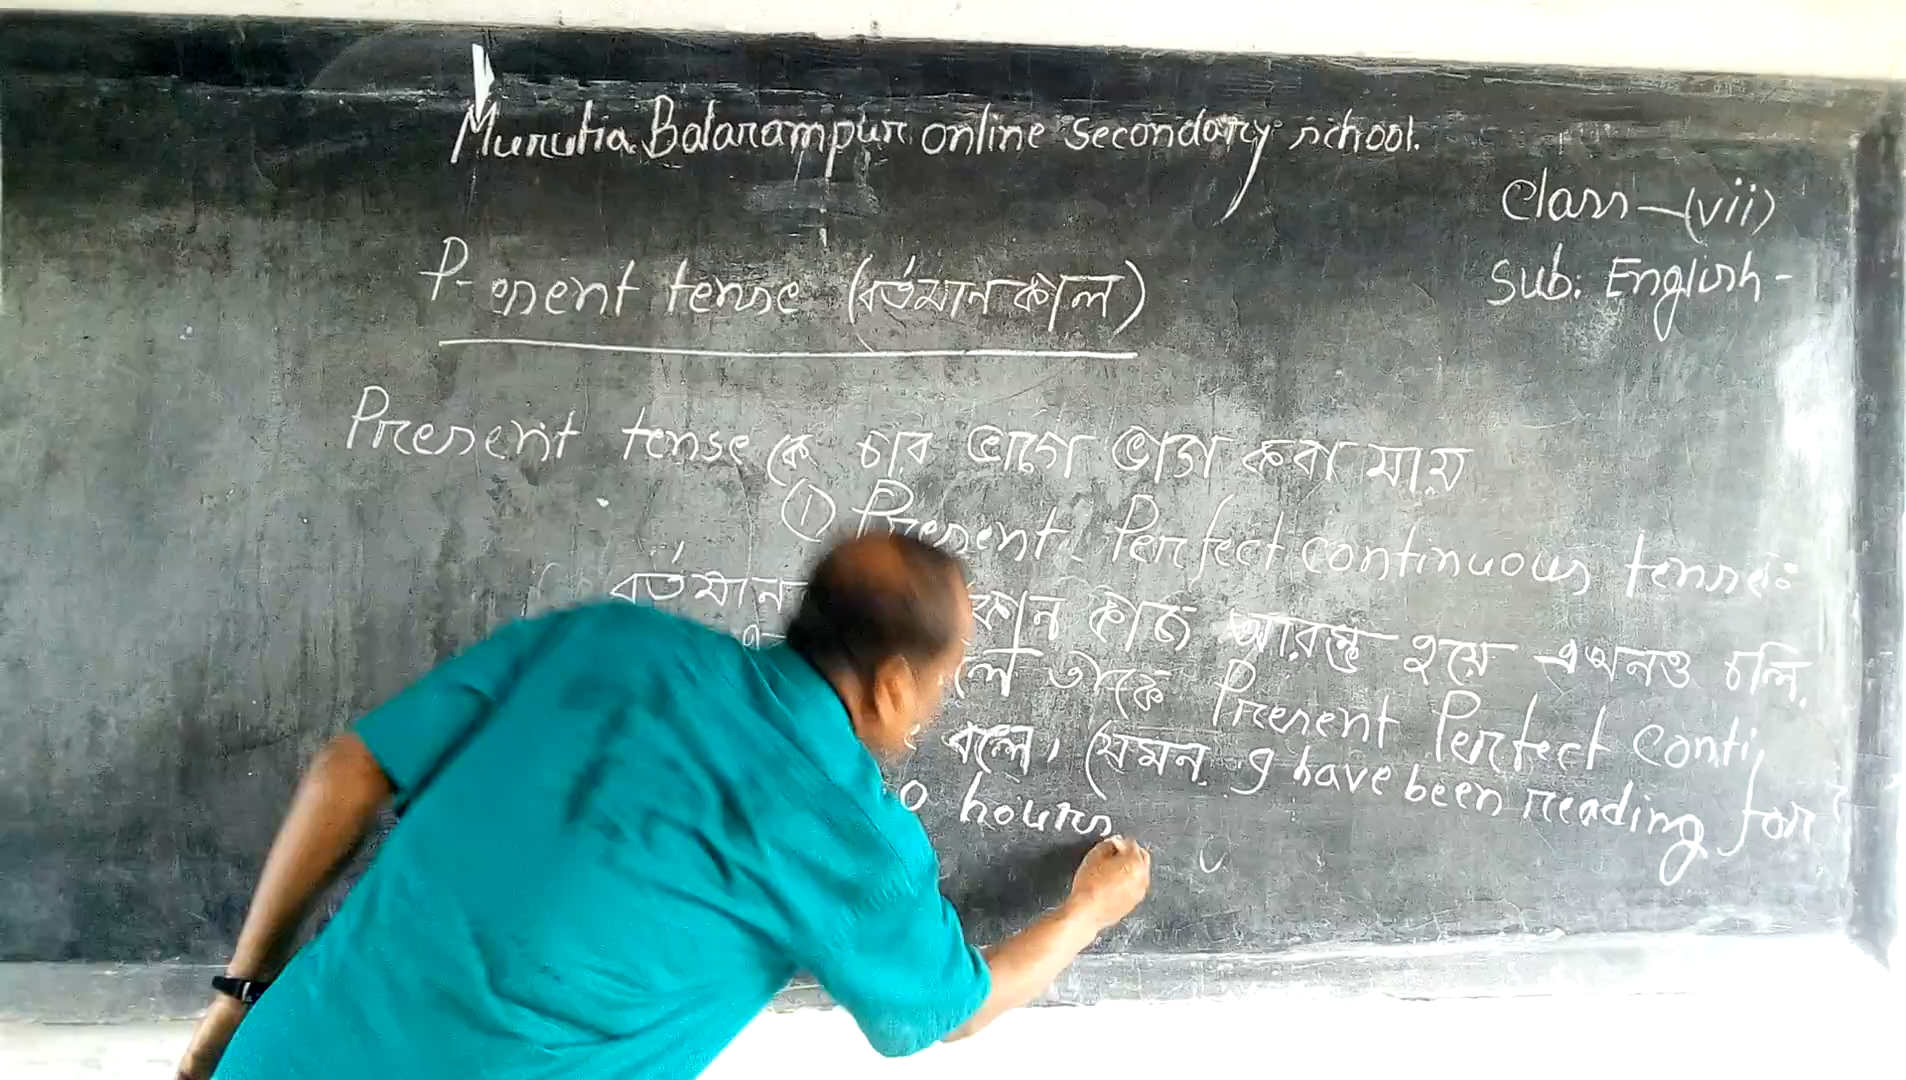 Murutia Balarampur online secondary school.
Class-(vii)
Sub: English-
Present tense (বর্তমান কাল)
Present tense কে চার ভাগে ভাগ করা যায়
① Present Perfect continuous tense:
বর্তমান কোন কাজ আরম্ভ হয়ে এখনও চলি
তাকে Present Perfect conti
বলে। যেমন I have been reading for
hours